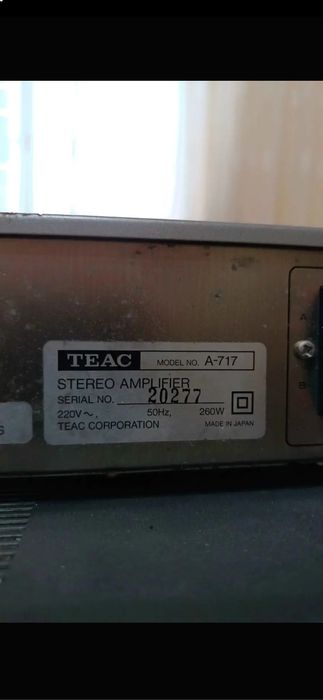 TEAC MODEL NO. A-717
STEREO AMPLIFIER
SERIAL NO. 20277
220V~, 50Hz, 260W
TEAC CORPORATION MADE IN JAPAN
A
B
S